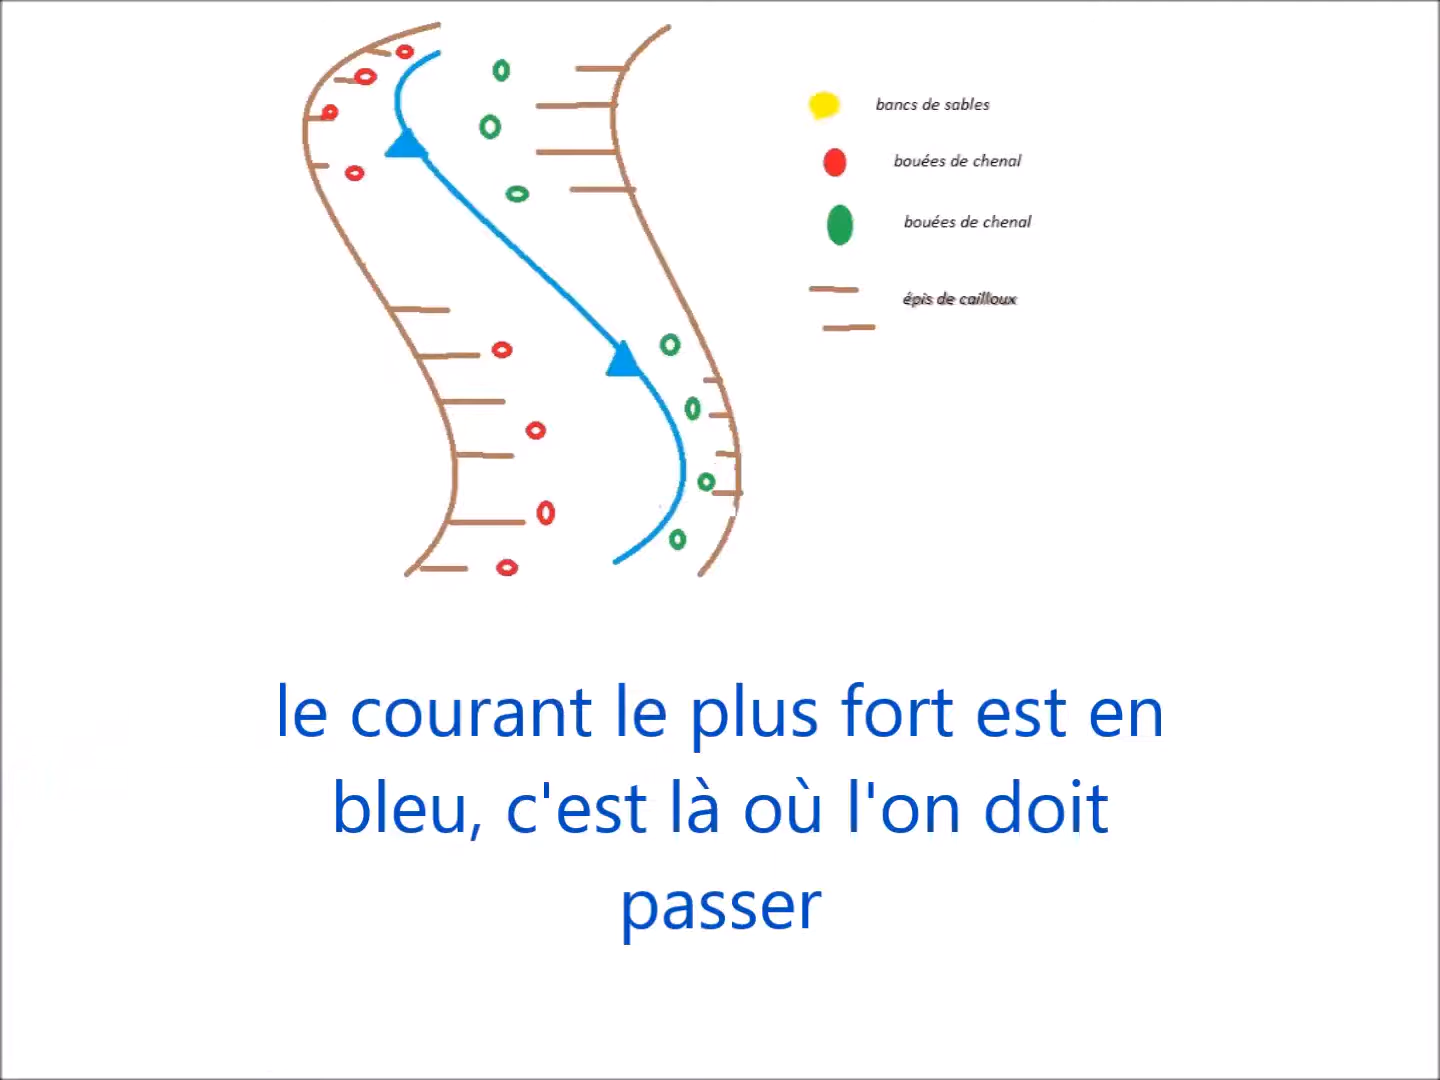 bancs de sables
bouées de chenal
bouées de chenal
épis de cailloux
le courant le plus fort est en
bleu, c'est là où l'on doit
passer